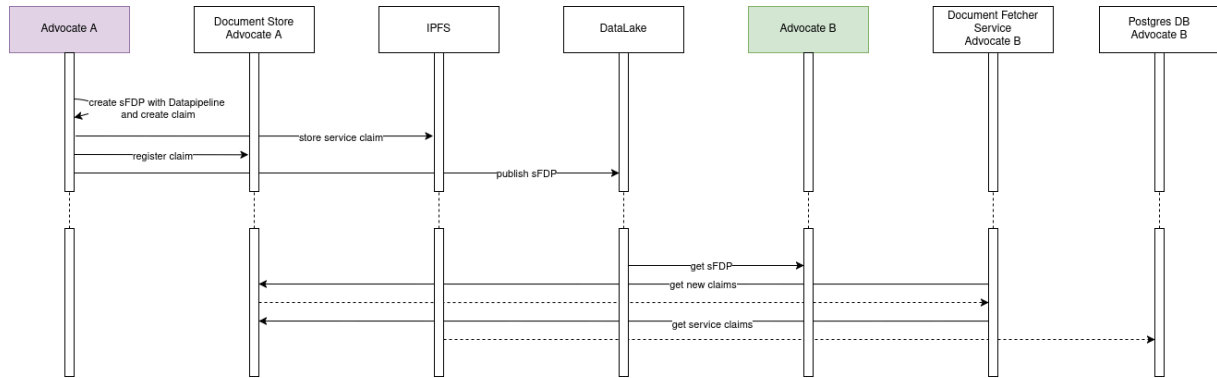 Advocate A
Document Store
Advocate A
IPFS
DataLake
Advocate B
Document Fetcher
Service
Advocate B
Postgres DB
Advocate B
create sFDP with Datapipeline
and create claim
store service claim
register claim
publish sFDP
get sFDP
get new claims
get service claims